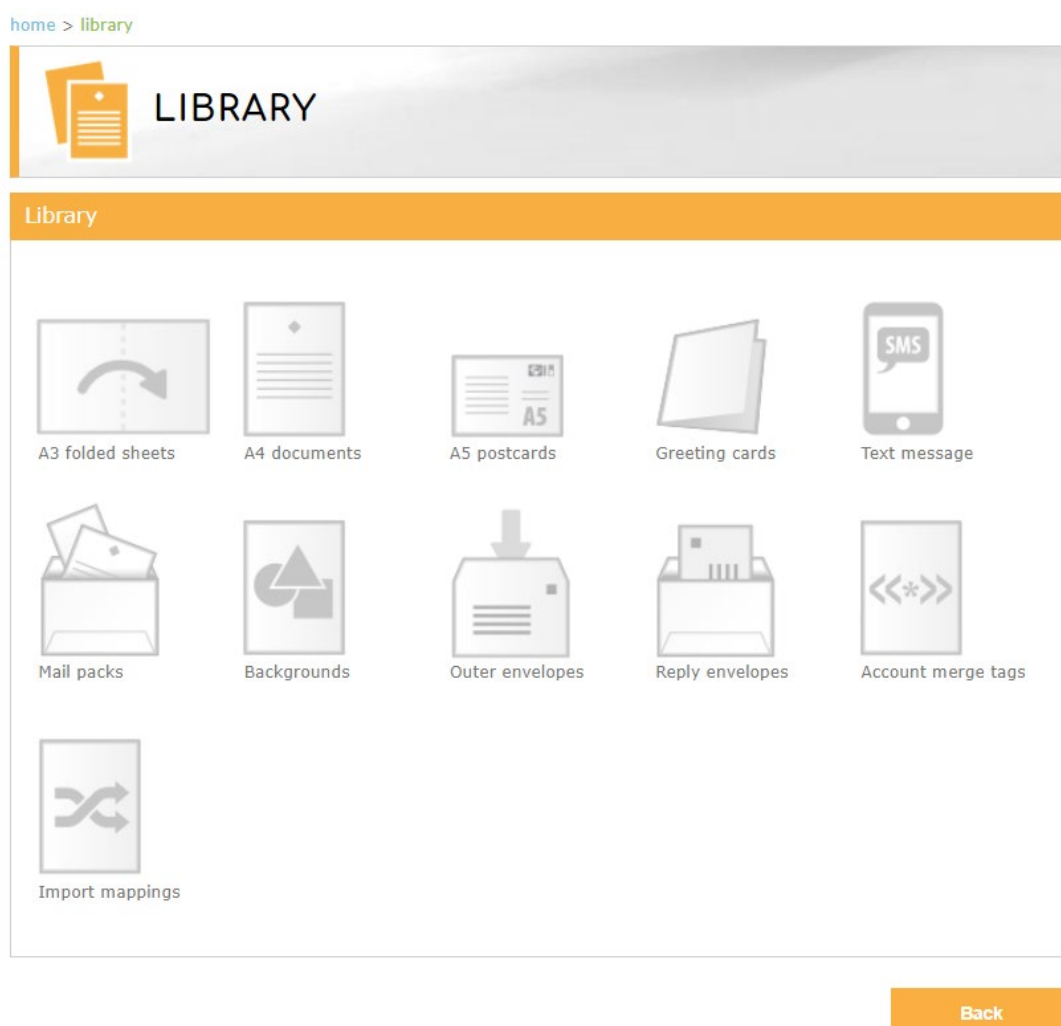 home > library
LIBRARY
Library
SMS
A5
A3 folded sheets A4 documents A5 postcards Greeting cards Text message
<<*>>
Mail packs Backgrounds Outer envelopes Reply envelopes Account merge tags
Import mappings
Back